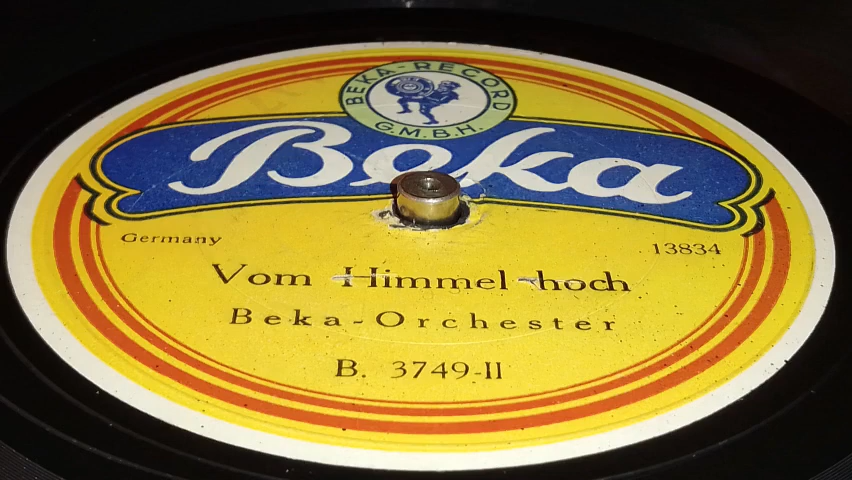 BEKA-RECORD
G.M.B.H.
Beka
Germany
13834
Vom Himmel hoch
Beka-Orchester
B. 3749-II